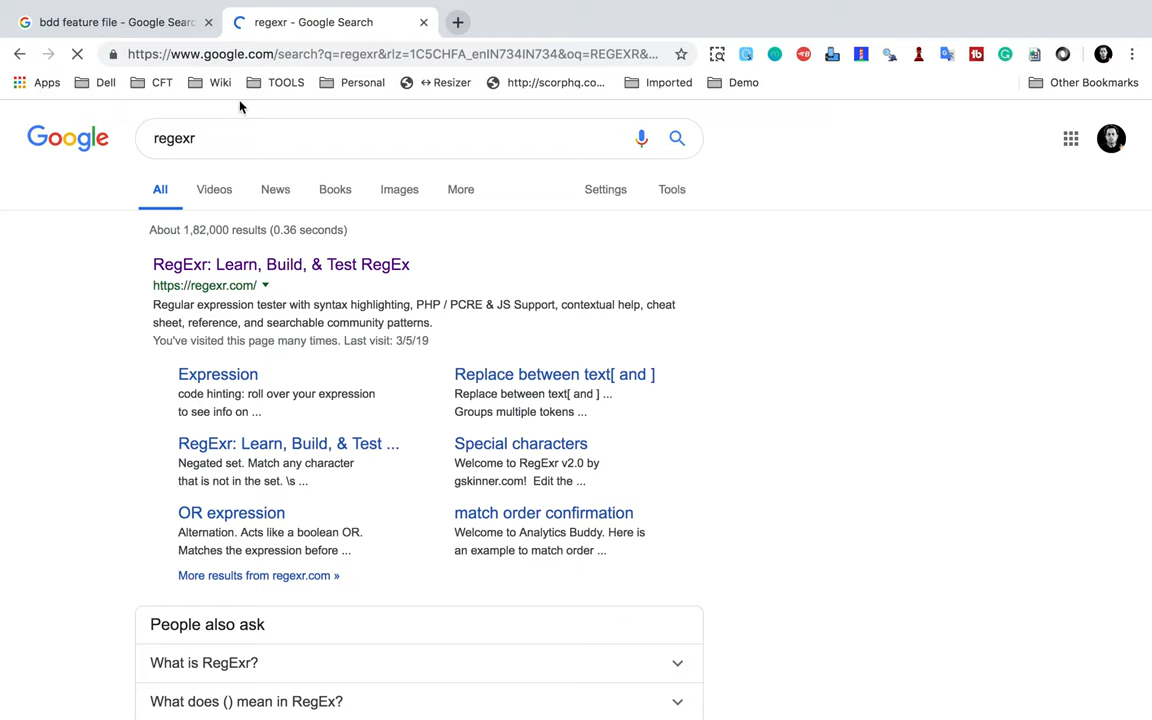 bdd feature file - Google Searc
regexr - Google Search
https://www.google.com/search?q=regexr&rlz=1C5CHFA_enIN734IN734&oq=REGEXR&...
Apps Dell CFT Wiki TOOLS Personal ↔Resizer http://scorphq.co... Imported Demo Other Bookmarks
Google
regexr
All Videos News Books Images More Settings Tools
About 1,82,000 results (0.36 seconds)
RegExr: Learn, Build, & Test RegEx
https://regexr.com/
Regular expression tester with syntax highlighting, PHP / PCRE & JS Support, contextual help, cheat
sheet, reference, and searchable community patterns.
You've visited this page many times. Last visit: 3/5/19
Expression
code hinting: roll over your expression
to see info on ...
Replace between text[ and ]
Replace between text[ and ] ...
Groups multiple tokens ...
RegExr: Learn, Build, & Test ...
Negated set. Match any character
that is not in the set. \s ...
Special characters
Welcome to RegExr v2.0 by
gskinner.com! Edit the ...
OR expression
Alternation. Acts like a boolean OR.
Matches the expression before ...
match order confirmation
Welcome to Analytics Buddy. Here is
an example to match order ...
More results from regexr.com »
People also ask
What is RegExr?
What does () mean in RegEx?